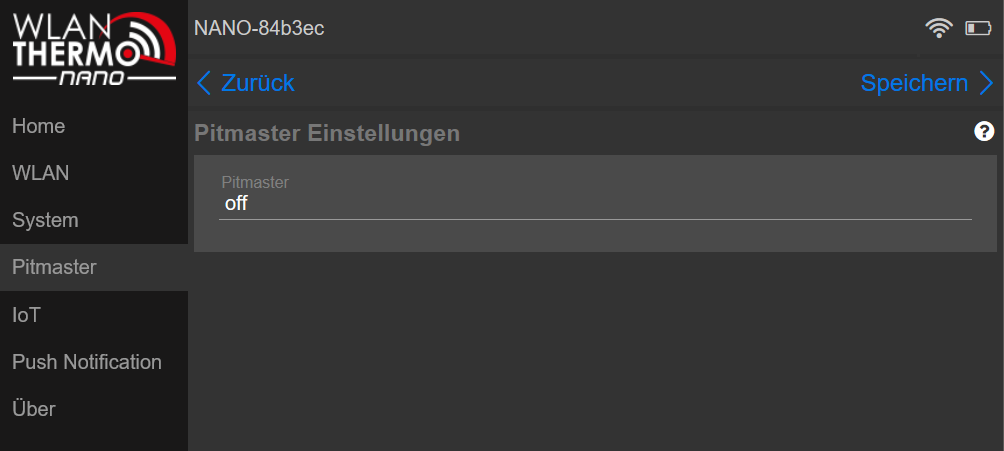 WLAN
THERMO
NANO
NANO-84b3ec
Zurück
Speichern
Home
WLAN
System
Pitmaster
IoT
Push Notification
Über
Pitmaster Einstellungen
?
Pitmaster
off